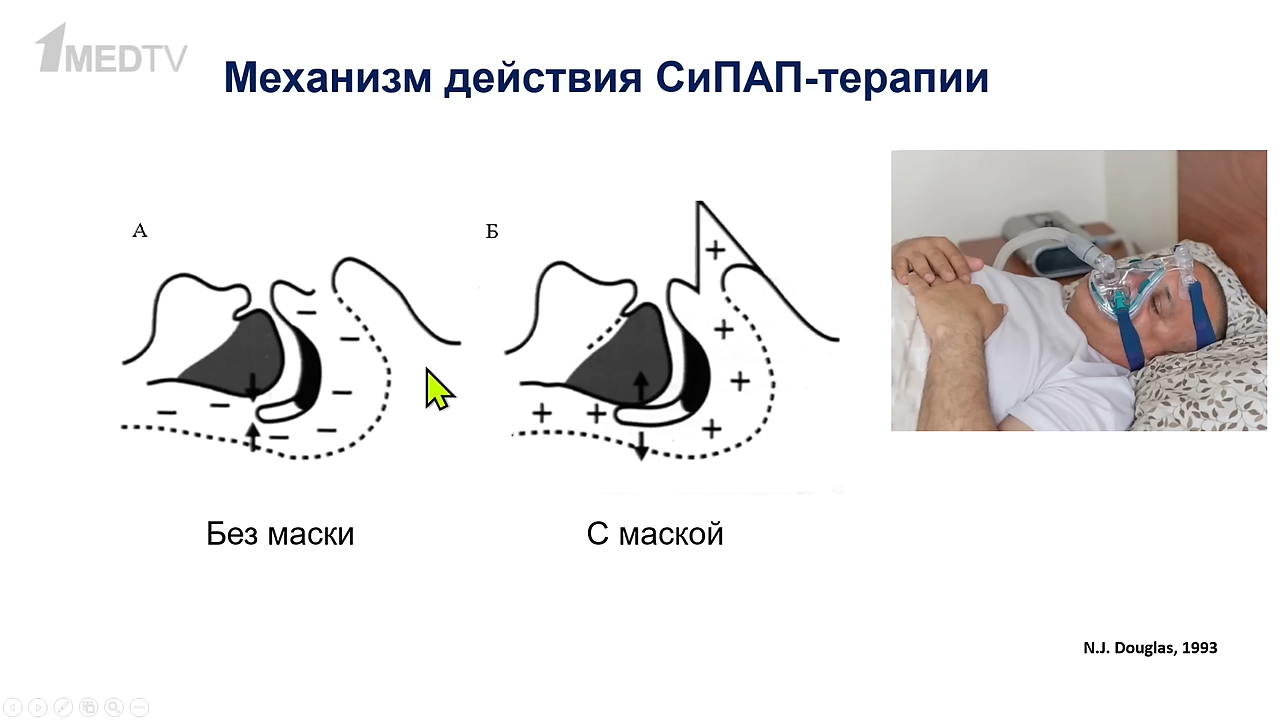 1MEDTV
Механизм действия СиПАП-терапии
А
Б
Без маски
С маской
N.J. Douglas, 1993